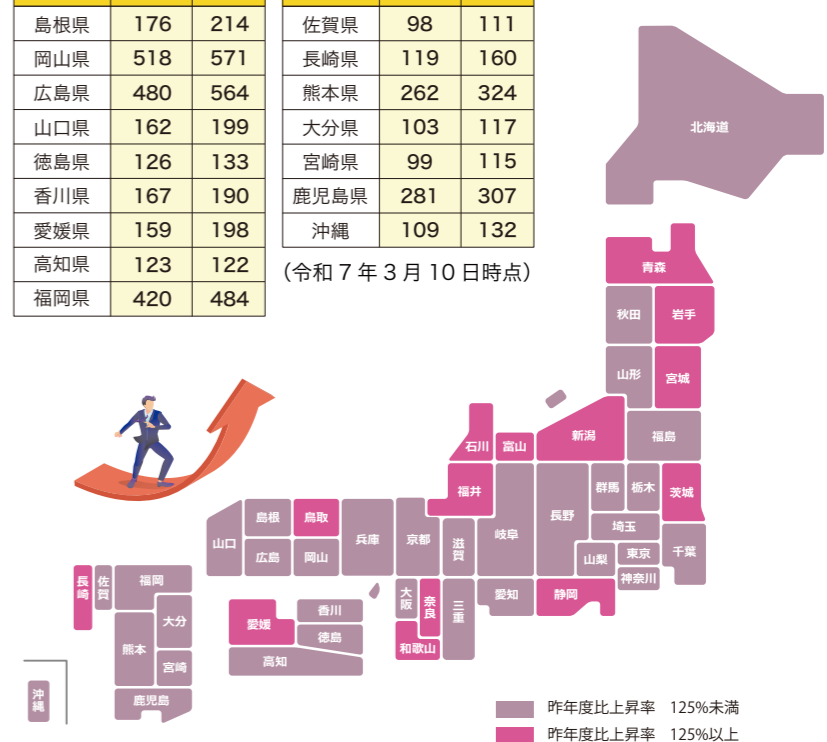 島根県 176 214
岡山県 518 571
広島県 480 564
山口県 162 199
徳島県 126 133
香川県 167 190
愛媛県 159 198
高知県 123 122
福岡県 420 484
佐賀県 98 111
長崎県 119 160
熊本県 262 324
大分県 103 117
宮崎県 99 115
鹿児島県 281 307
沖縄 109 132
（令和 7 年 3 月 10 日時点）
北海道
青森
秋田
岩手
山形
宮城
新潟
福島
石川
富山
福井
群馬
栃木
茨城
長野
岐阜
埼玉
千葉
山梨
東京
神奈川
山口
島根
鳥取
広島
岡山
兵庫
京都
滋賀
大阪
奈良
三重
愛知
静岡
和歌山
愛媛
香川
徳島
高知
長崎
佐賀
福岡
大分
熊本
宮崎
鹿児島
沖縄
昨年度比上昇率 125%未満
昨年度比上昇率 125%以上